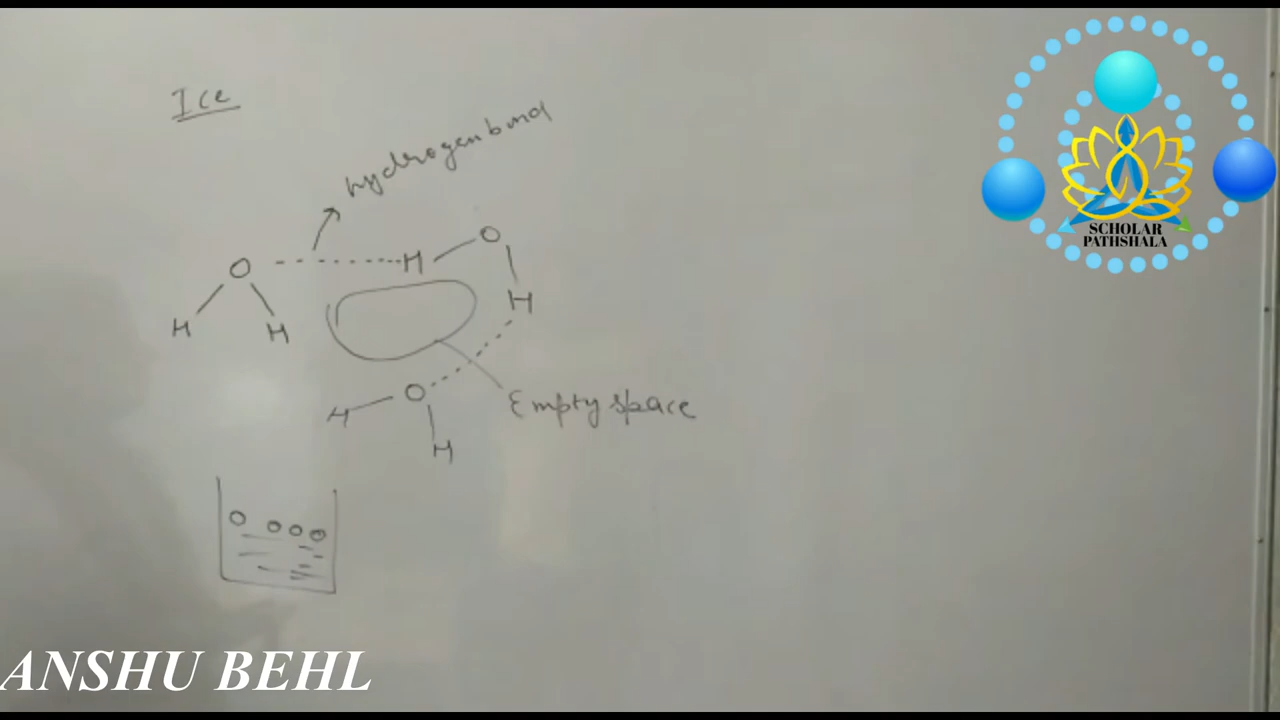 Ice
hydrogen bond
O H O
H H H
O
H
H
Empty space
SCHOLAR
PATHSHALA
ANSHU BEHL